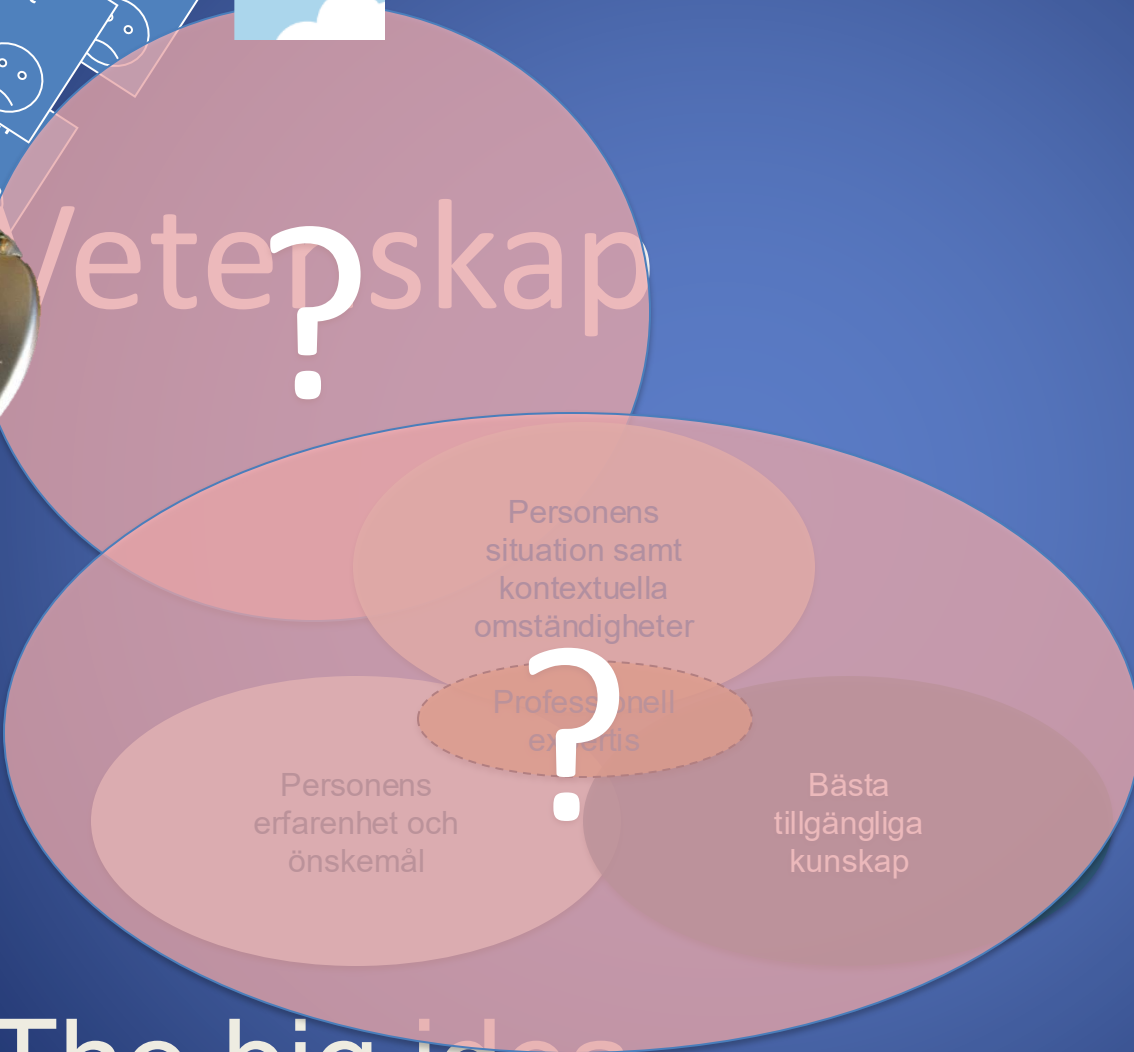 Vetenskap
?
Personens
situation samt
kontextuella
omständigheter
Professionell
expertis
?
Personens
erfarenhet och
önskemål
Bästa
tillgängliga
kunskap
The big idea